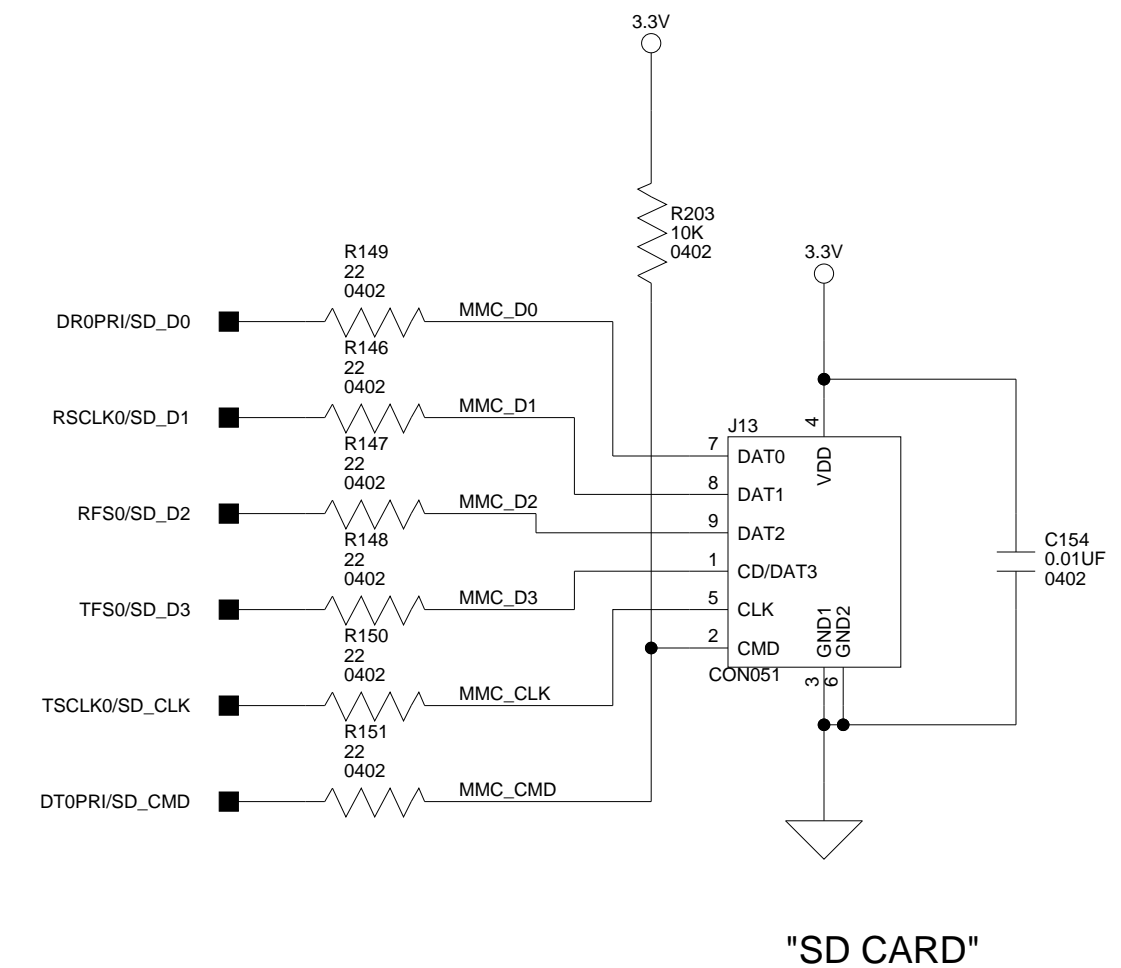 3.3V
R203
10K
0402
3.3V
R149
22
0402
DR0PRI/SD_D0
MMC_D0
R146
22
0402
RSCLK0/SD_D1
MMC_D1
R147
22
0402
RFS0/SD_D2
MMC_D2
R148
22
0402
TFS0/SD_D3
MMC_D3
R150
22
0402
TSCLK0/SD_CLK
MMC_CLK
R151
22
0402
DT0PRI/SD_CMD
MMC_CMD
J13
4
VDD
7
DAT0
8
DAT1
9
DAT2
1
CD/DAT3
5
CLK
2
CMD
GND1
GND2
CON051
3
6
C154
0.01UF
0402
"SD CARD"